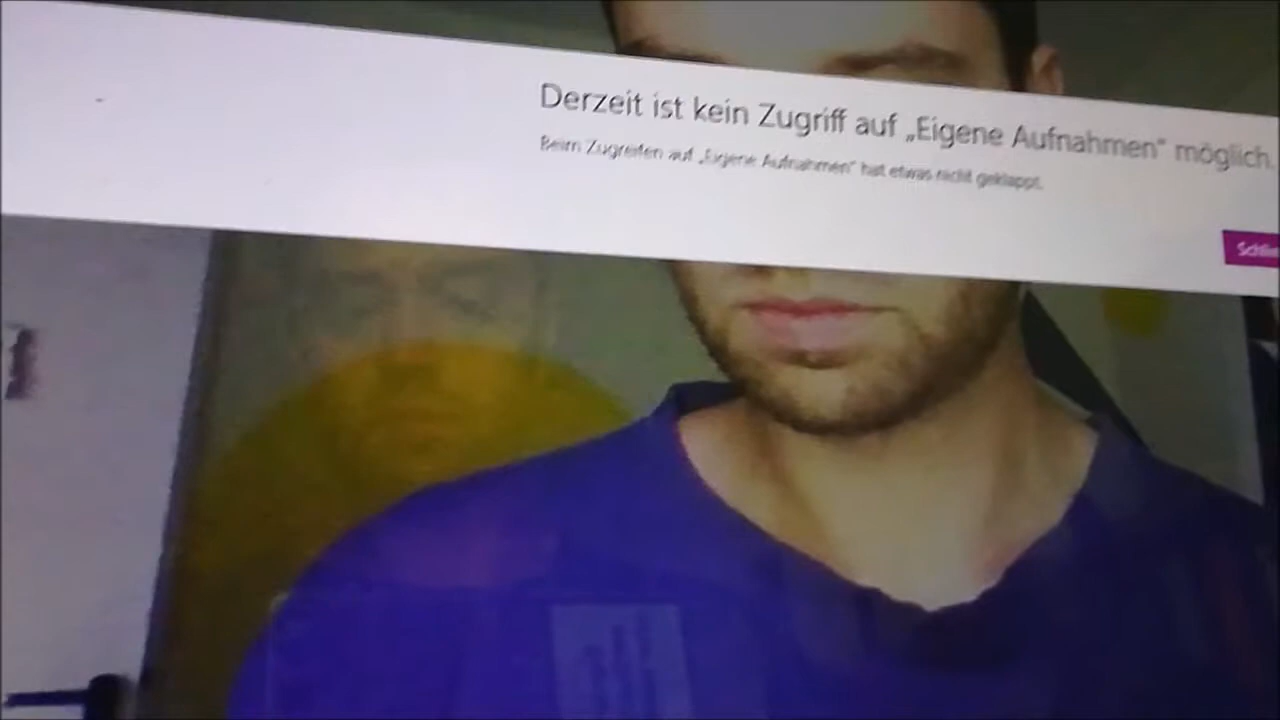 Derzeit ist kein Zugriff auf „Eigene Aufnahmen" möglich.
Beim Zugreifen auf „Eigene Aufnahmen" hat etwas nicht geklappt.